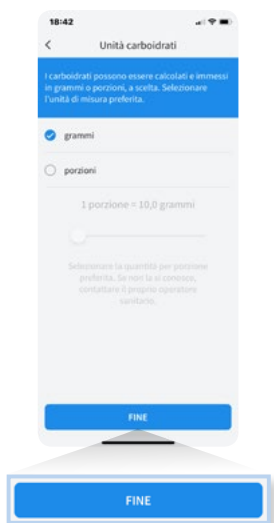 18:42
Unità carboidrati
I carboidrati possono essere calcolati e immessi
in grammi o porzioni, a scelta. Selezionare
l'unità di misura preferita.
grammi
porzioni
1 porzione = 10,0 grammi
Selezionare la quantità per porzione
preferita. Se non la si conosce,
contattare il proprio operatore
sanitario.
FINE
FINE